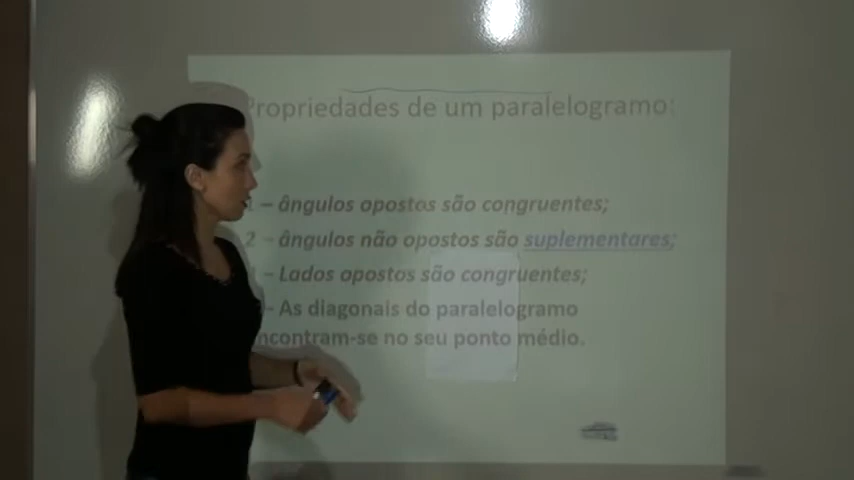 Propriedades de um paralelogramo:
1 – ângulos opostos são congruentes;
2 – ângulos não opostos são suplementares;
– Lados opostos são congruentes;
- As diagonais do paralelogramo
encontram-se no seu ponto médio.